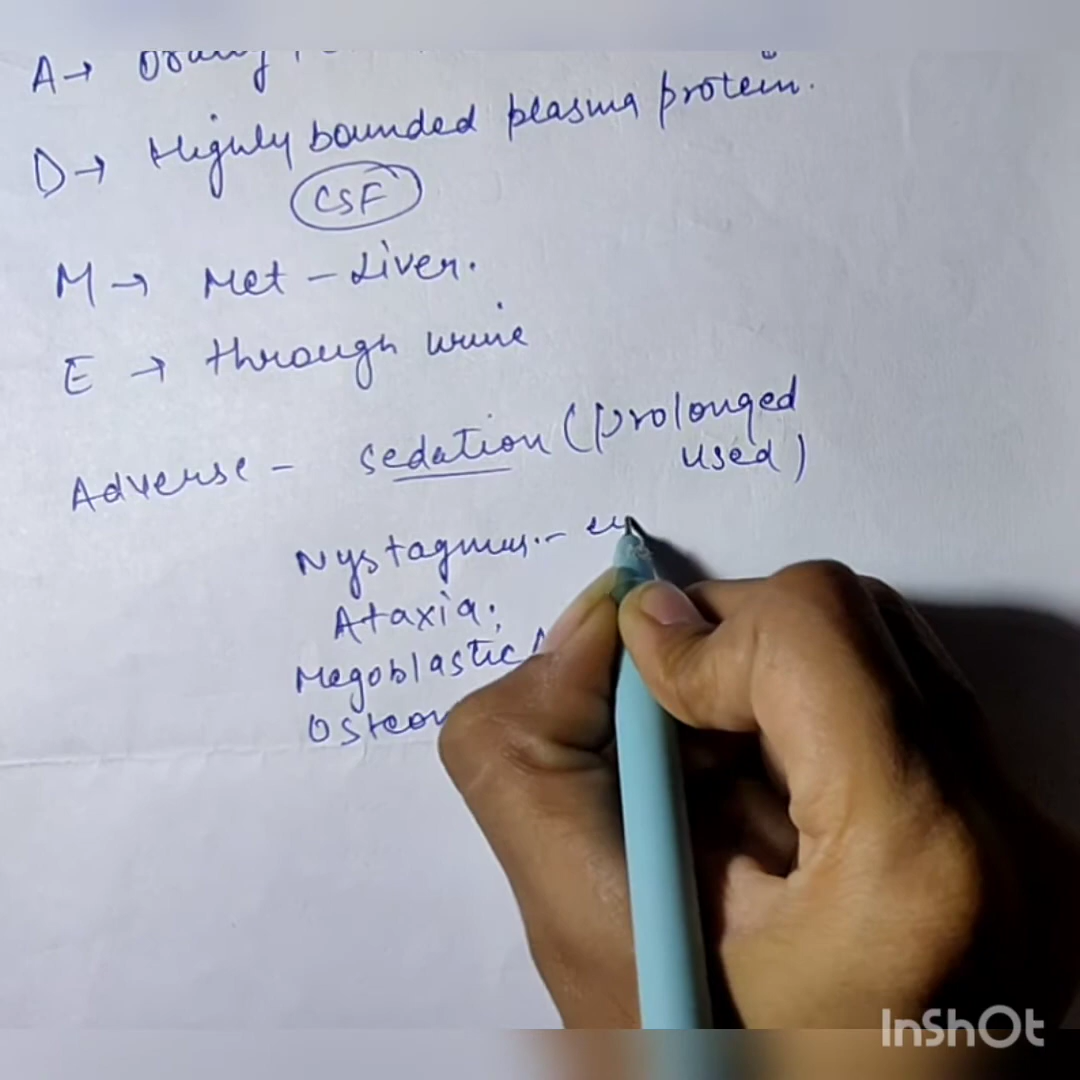 A→
D→ Highly bounded plasma protein.
CSF
M→ Met – Liver.
E → through urine
Adverse – sedation (prolonged
used)
Nystagmus. –
Ataxia.
Megoblastic
InShOt